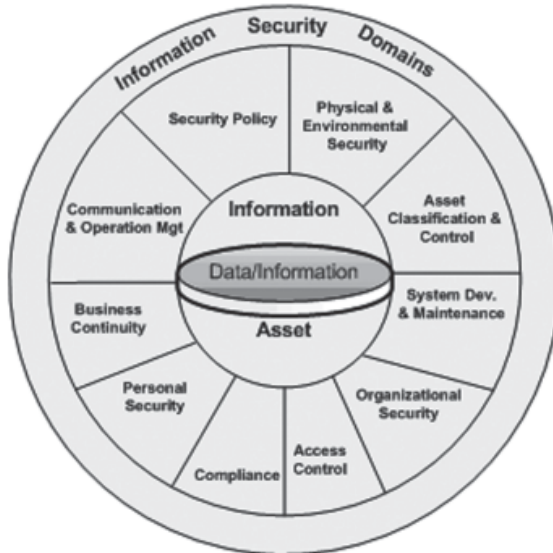 Information Security Domains
Security Policy
Physical &
Environmental
Security
Communication
& Operation Mgt
Information
Asset
Classification &
Control
Data/Information
Business
Continuity
Asset
System Dev.
& Maintenance
Personal
Security
Organizational
Security
Compliance
Access
Control